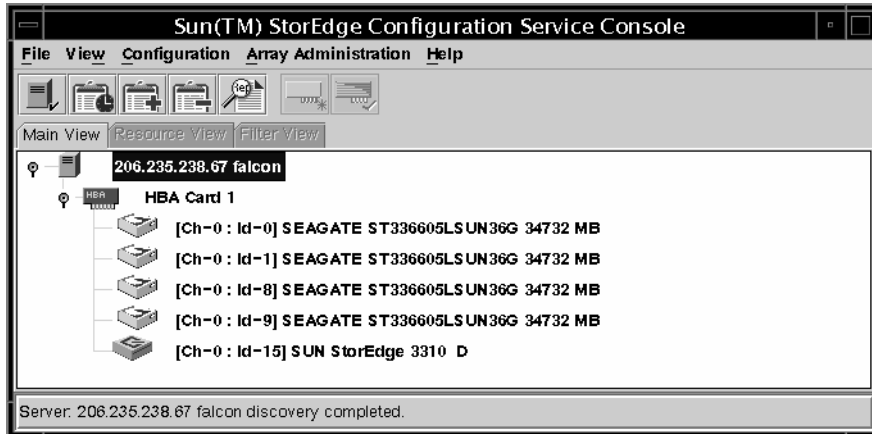 Sun(TM) StorEdge Configuration Service Console
File View Configuration Array Administration Help
Rep
Main View Resource View Filter View
206.235.238.67 falcon
HBA HBA Card 1
[Ch-0 : Id-0] SEAGATE ST336605LSUN36G 34732 MB
[Ch-0 : Id-1] SEAGATE ST336605LSUN36G 34732 MB
[Ch-0 : Id-8] SEAGATE ST336605LSUN36G 34732 MB
[Ch-0 : Id-9] SEAGATE ST336605LSUN36G 34732 MB
[Ch-0 : Id-15] SUN StorEdge 3310 D
Server: 206.235.238.67 falcon discovery completed.